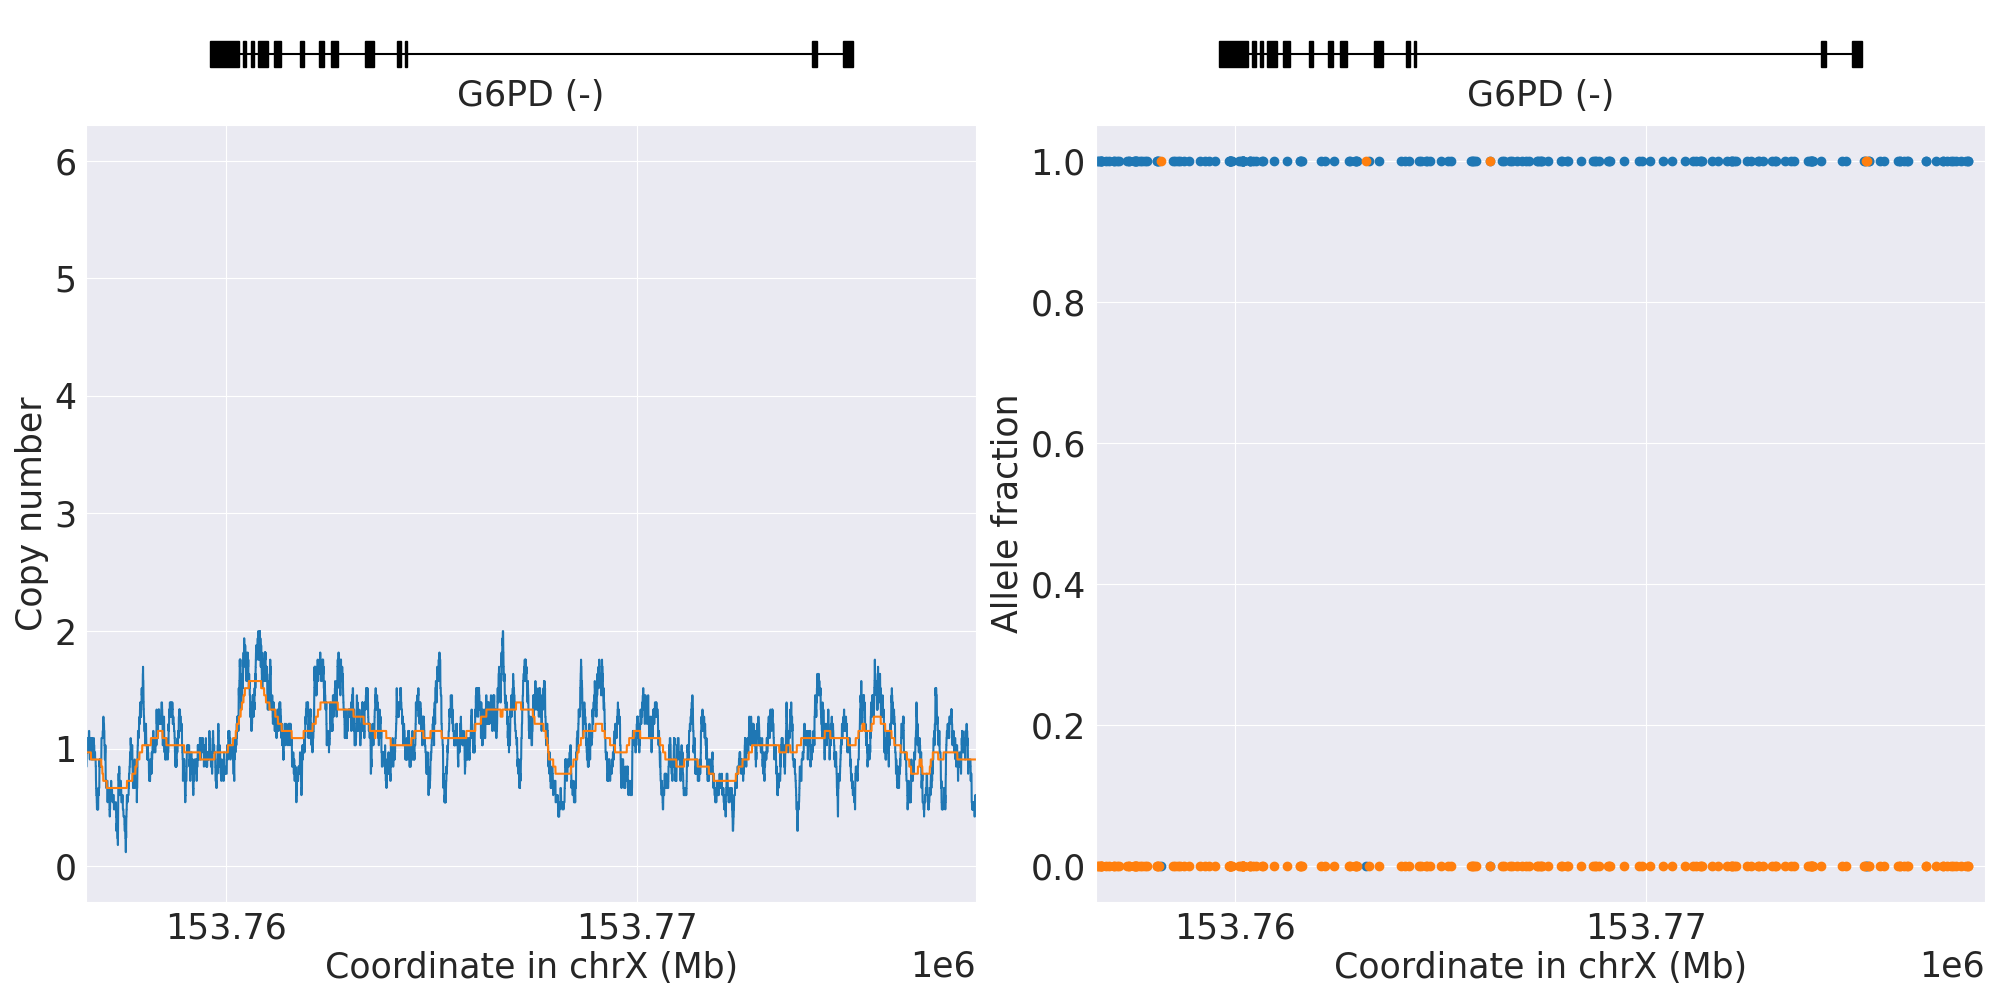 G6PD (-)
6
5
4
3
2
1
0
Copy number
153.76
153.77
Coordinate in chrX (Mb)
1e6
G6PD (-)
1.0
0.8
0.6
0.4
0.2
0.0
Allele fraction
153.76
153.77
Coordinate in chrX (Mb)
1e6